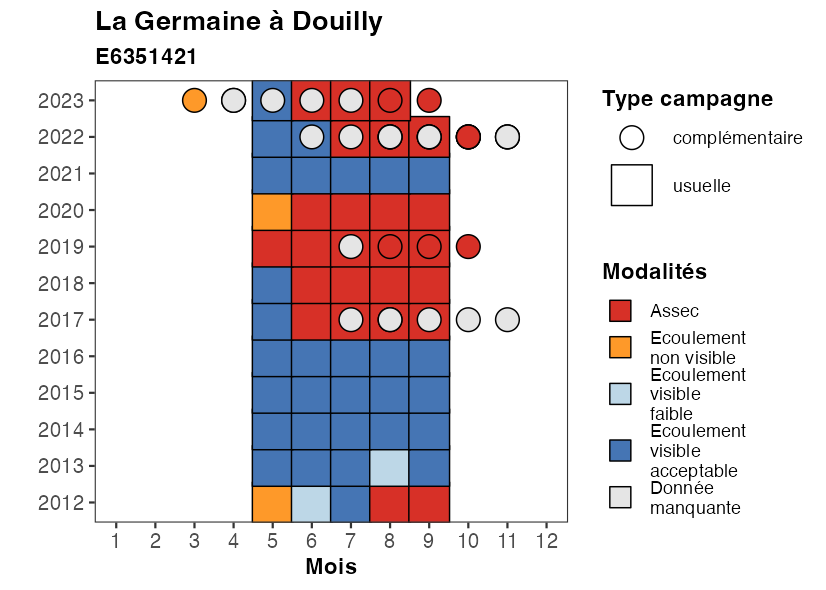 La Germaine à Douilly
E6351421
2023
2022
2021
2020
2019
2018
2017
2016
2015
2014
2013
2012
1 2 3 4 5 6 7 8 9 10 11 12
Mois
Type campagne
complémentaire
usuelle
Modalités
Assec
Ecoulement
non visible
Ecoulement
visible
faible
Ecoulement
visible
acceptable
Donnée
manquante